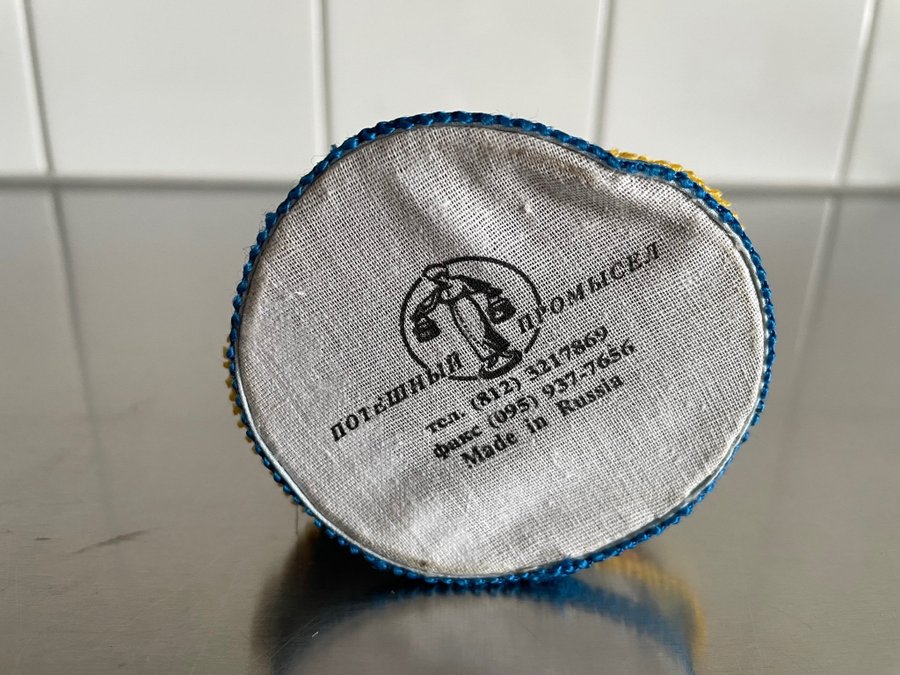 ПОТЕШНЫЙ ПРОМЫСЕЛ
тел. (812) 3217869
факс (095) 937-7656
Made in Russia